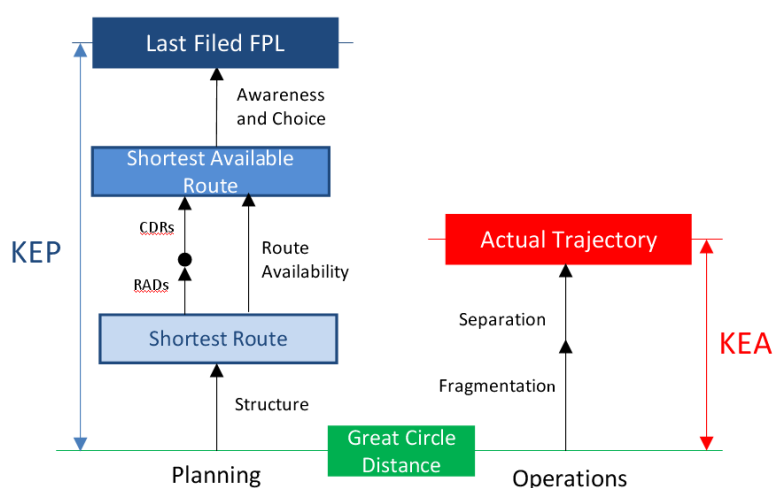 Last Filed FPL
Awareness
and Choice
Shortest Available
Route
CDRs
Route
Availability
RADs
KEP
Shortest Route
Structure
Planning
Actual Trajectory
Separation
Fragmentation
KEA
Great Circle
Distance
Operations